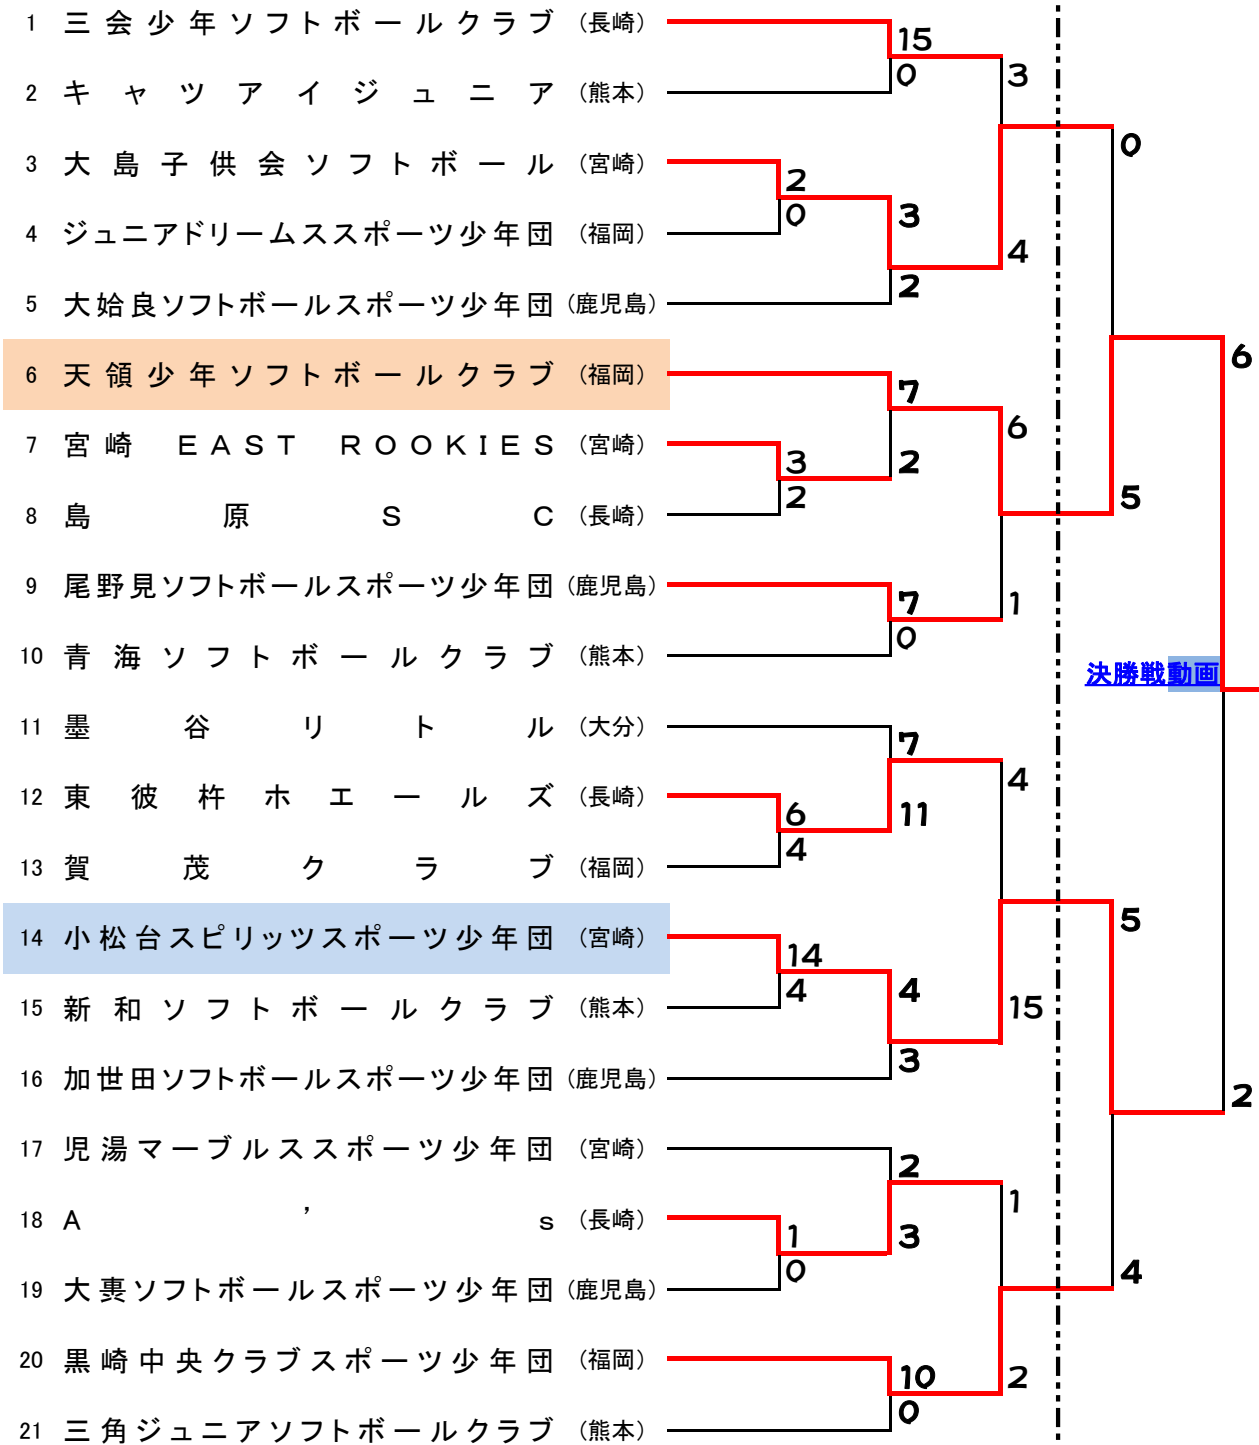 1 三会少年ソフトボールクラブ (長崎)
15
3
2 キャツアイジュニア (熊本)
0
0
3 大島子供会ソフトボール (宮崎)
2
0
3
4
4 ジュニアドリームススポーツ少年団 (福岡)
5 大姶良ソフトボールスポーツ少年団 (鹿児島)
2
6
6 天領少年ソフトボールクラブ (福岡)
7
6
7 宮崎 EAST ROOKIES (宮崎)
3
2
2
5
8 島原SC (長崎)
9 尾野見ソフトボールスポーツ少年団 (鹿児島)
7
0
1
10 青海ソフトボールクラブ (熊本)
決勝戦動画
11 墨谷リトル (大分)
7
4
12 東彼杵ホエールズ (長崎)
6
4
11
13 賀茂クラブ (福岡)
5
14 小松台スピリッツスポーツ少年団 (宮崎)
14
4
4
15
15 新和ソフトボールクラブ (熊本)
16 加世田ソフトボールスポーツ少年団 (鹿児島)
3
2
17 児湯マーブルススポーツ少年団 (宮崎)
2
1
18 A's (長崎)
1
0
3
4
19 大䙥ソフトボールスポーツ少年団 (鹿児島)
20 黒崎中央クラブスポーツ少年団 (福岡)
10
0
2
21 三角ジュニアソフトボールクラブ (熊本)